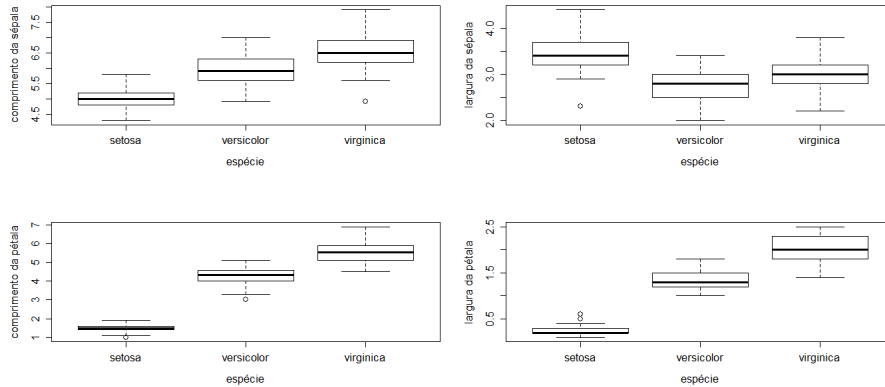 comprimento da sépala
4.5 5.5 6.5 7.5
setosa versicolor virginica
espécie
largura da sépala
2.0 3.0 4.0
setosa versicolor virginica
espécie
comprimento da pétala
1 2 3 4 5 6 7
setosa versicolor virginica
espécie
largura da pétala
0.5 1.5 2.5
setosa versicolor virginica
espécie